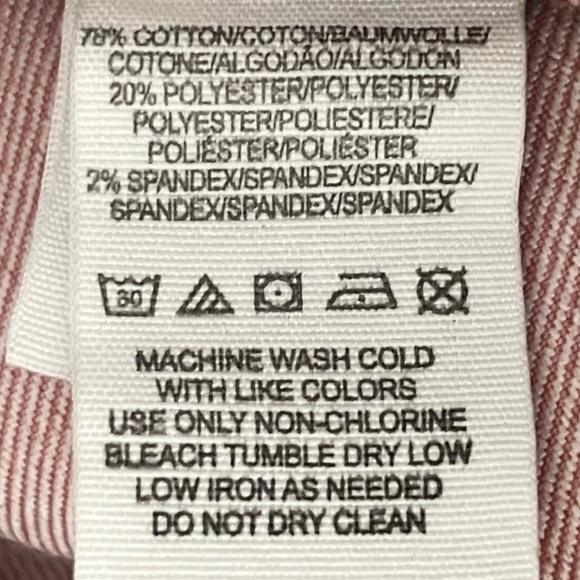 78% COTTON/COTON/BAUMWOLLE/
COTONE/ALGODÃO/ALGODÓN
20% POLYESTER/POLYESTER/
POLYESTER/POLIESTERE/
POLIÉSTER/POLIÉSTER
2% SPANDEX/SPANDEX/SPANDEX/
SPANDEX/SPANDEX/SPANDEX
30
MACHINE WASH COLD
WITH LIKE COLORS
USE ONLY NON-CHLORINE
BLEACH TUMBLE DRY LOW
LOW IRON AS NEEDED
DO NOT DRY CLEAN